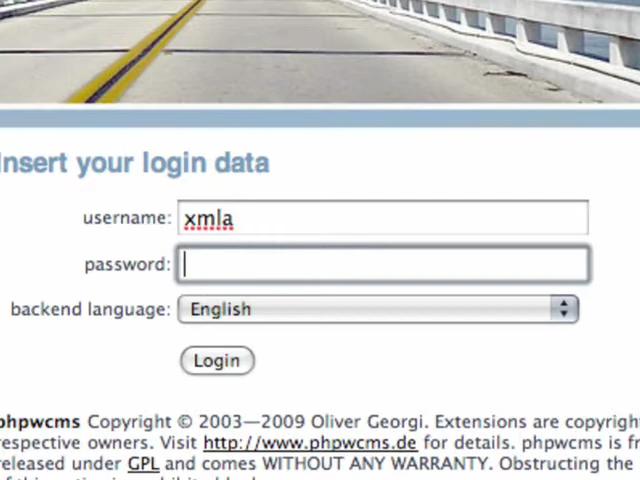 Insert your login data
username: xmla
password:
backend language: English
Login
phpwcms Copyright © 2003—2009 Oliver Georgi. Extensions are copyright
respective owners. Visit http://www.phpwcms.de for details. phpwcms is
released under GPL and comes WITHOUT ANY WARRANTY. Obstructing the